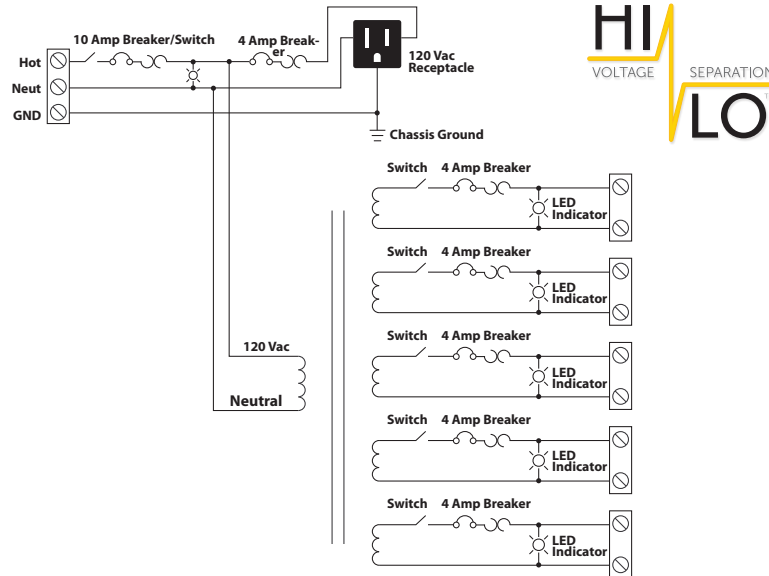 10 Amp Breaker/Switch
4 Amp Break-
er
120 Vac
Receptacle
Hot
Neut
GND
Chassis Ground
HI
VOLTAGE
SEPARATION
LO
Switch 4 Amp Breaker
LED
Indicator
Switch 4 Amp Breaker
LED
Indicator
Switch 4 Amp Breaker
LED
Indicator
Switch 4 Amp Breaker
LED
Indicator
Switch 4 Amp Breaker
LED
Indicator
120 Vac
Neutral